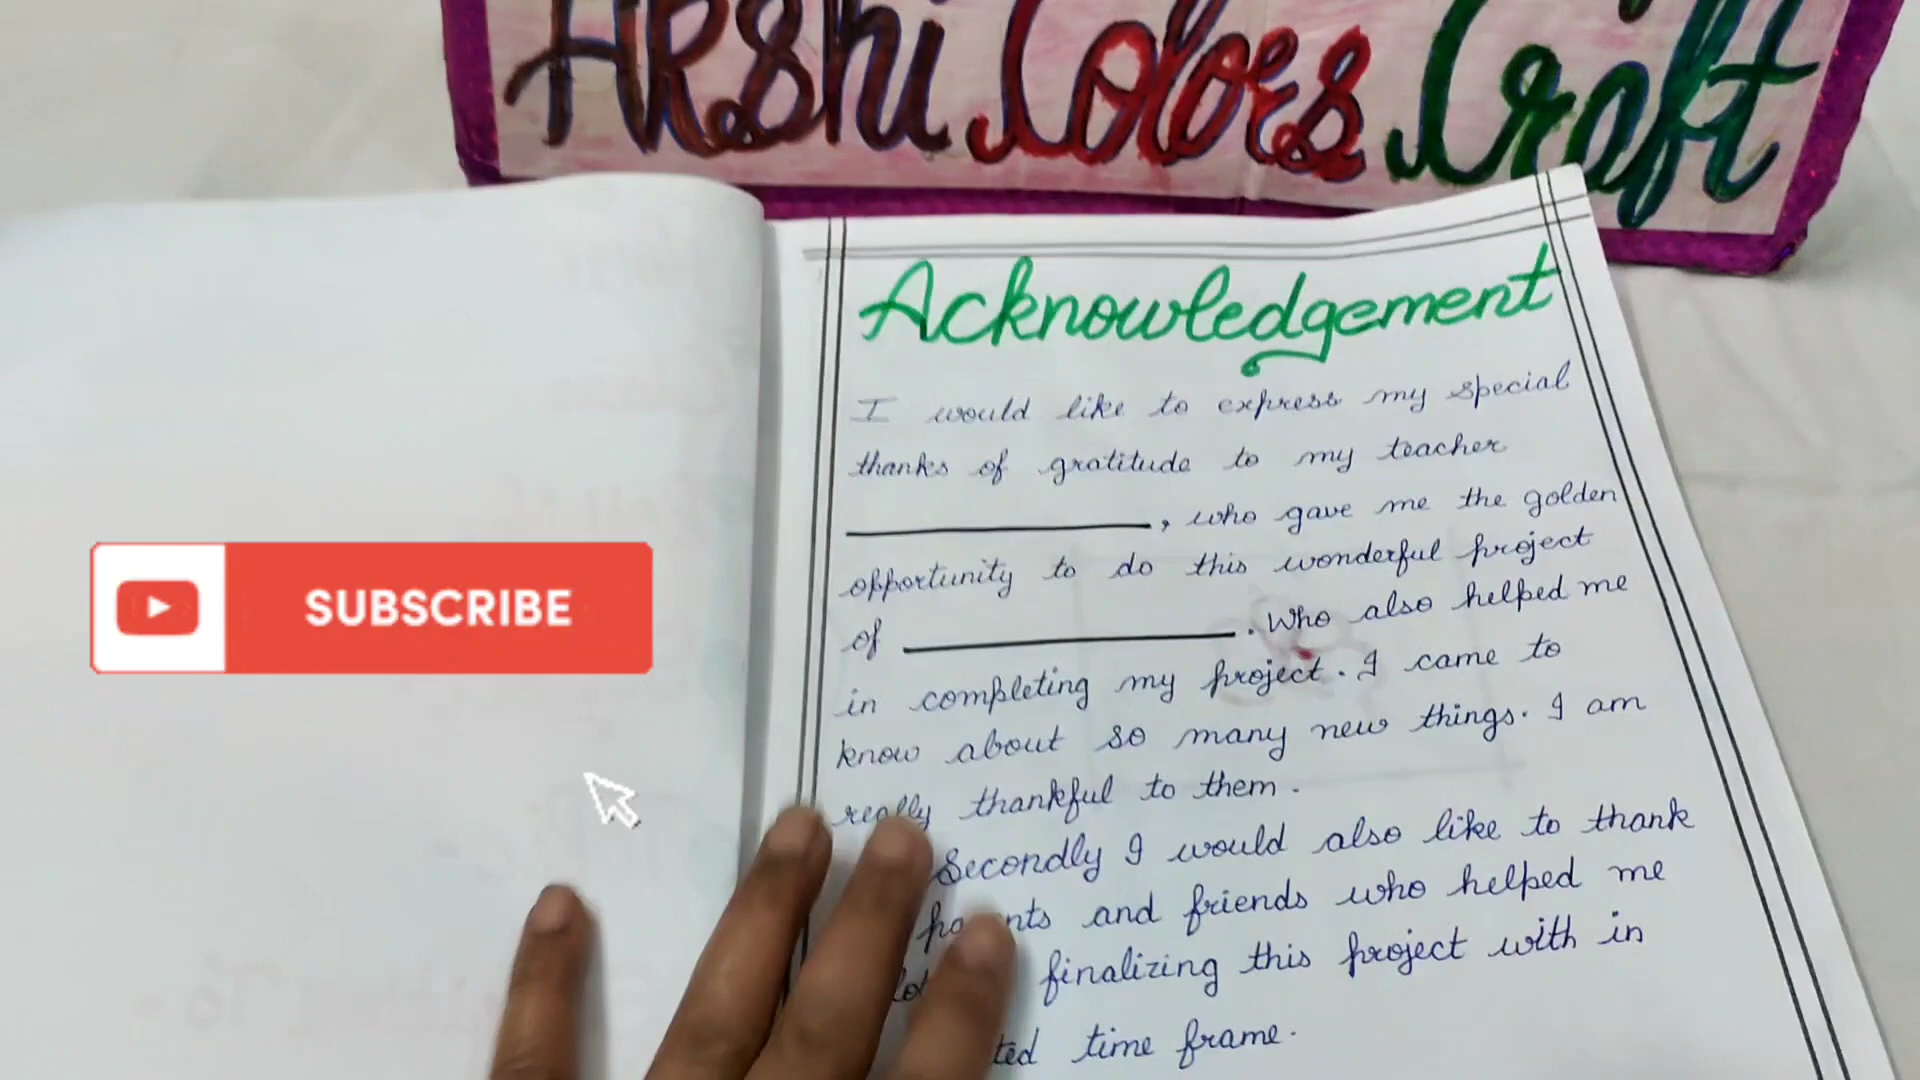 Arshi Colors Craft
Acknowledgement
I would like to express my special
thanks of gratitude to my teacher
, who gave me the golden
opportunity to do this wonderful project
of . Who also helped me
in completing my project. I came to
know about so many new things. I am
really thankful to them.
Secondly I would also like to thank
and friends who helped me
finalizing this project with in
time frame.
SUBSCRIBE